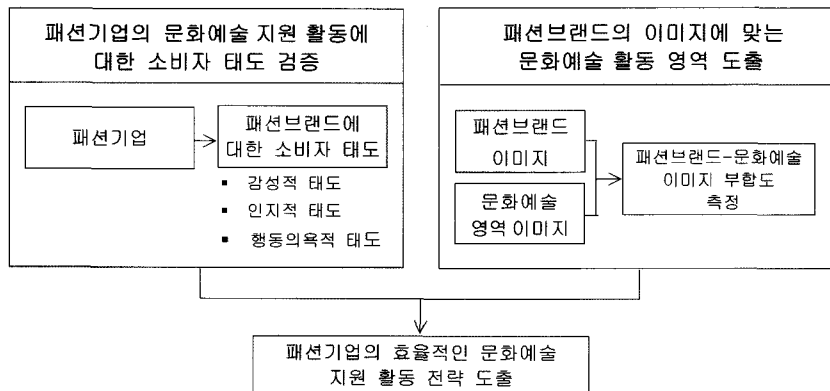 패션기업의 문화예술 지원 활동에
대한 소비자 태도 검증
패션기업
패션브랜드에
대한 소비자 태도
▪ 감성적 태도
▪ 인지적 태도
▪ 행동의욕적 태도
패션브랜드의 이미지에 맞는
문화예술 활동 영역 도출
패션브랜드
이미지
문화예술
영역 이미지
패션브랜드-문화예술
이미지 부합도
측정
패션기업의 효율적인 문화예술
지원 활동 전략 도출